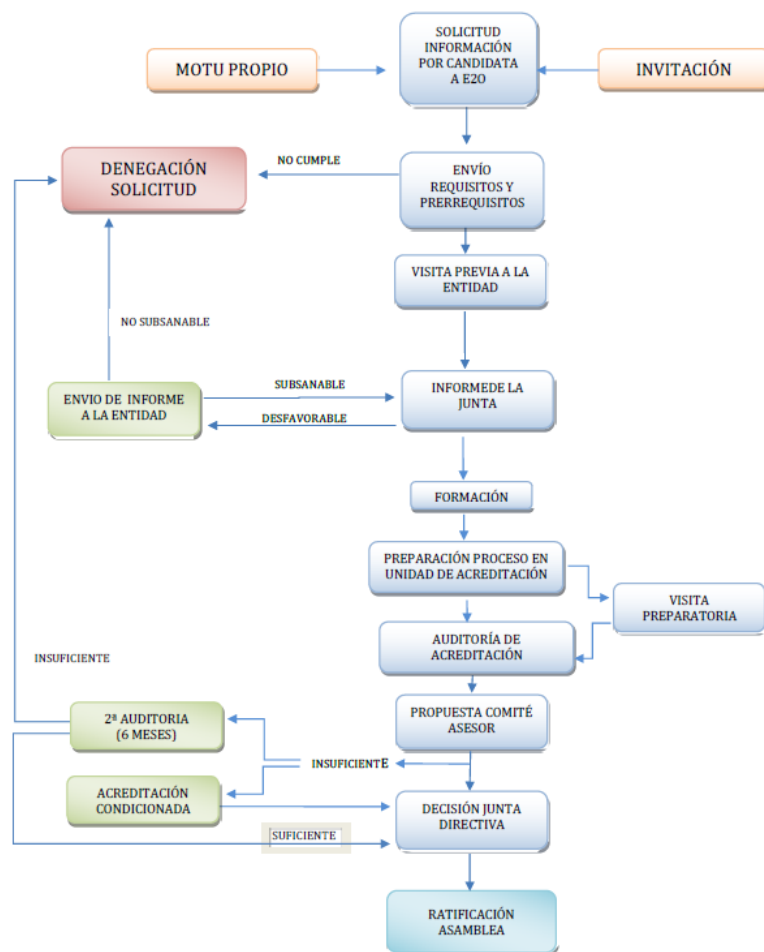 SOLICITUD
INFORMACIÓN
POR CANDIDATA
A E2O
MOTU PROPIO
INVITACIÓN
DENEGACIÓN
SOLICITUD
NO CUMPLE
ENVÍO
REQUISITOS Y
PRERREQUISITOS
VISITA PREVIA A LA
ENTIDAD
NO SUBSANABLE
ENVIO DE INFORME
A LA ENTIDAD
SUBSANABLE
DESFAVORABLE
INFORMEDE LA
JUNTA
FORMACIÓN
PREPARACIÓN PROCESO EN
UNIDAD DE ACREDITACIÓN
VISITA
PREPARATORIA
AUDITORÍA DE
ACREDITACIÓN
INSUFICIENTE
2ª AUDITORIA
(6 MESES)
PROPUESTA COMITÉ
ASESOR
INSUFICIENTE
ACREDITACIÓN
CONDICIONADA
DECISIÓN JUNTA
DIRECTIVA
SUFICIENTE
RATIFICACIÓN
ASAMBLEA